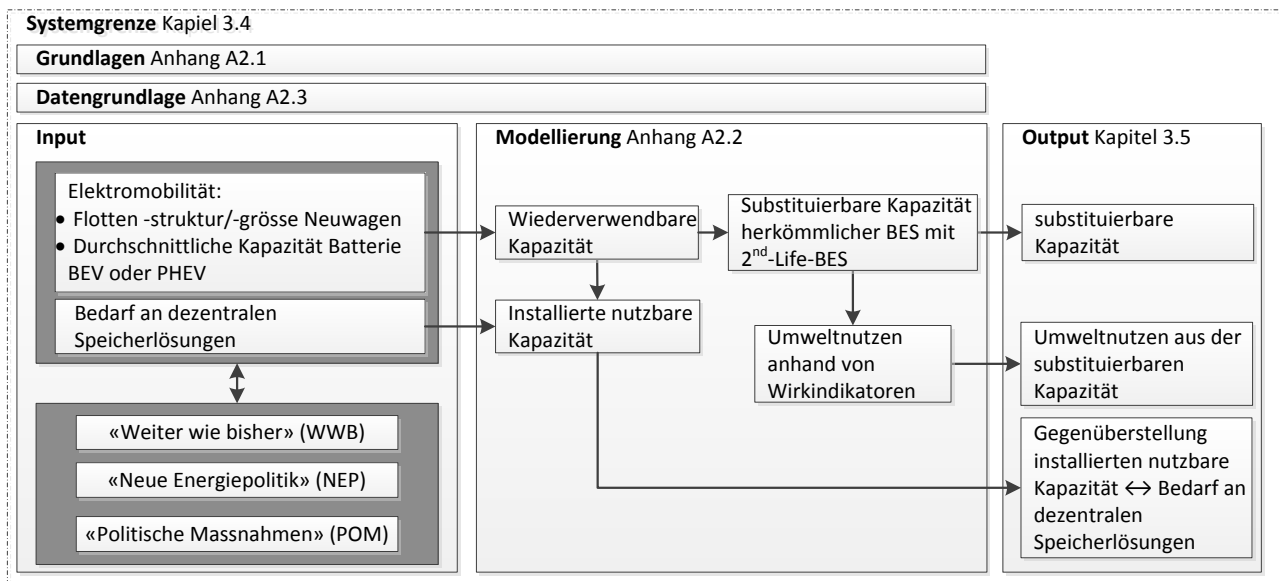 Systemgrenze Kapiel 3.4
Grundlagen Anhang A2.1
Datengrundlage Anhang A2.3
Input
Elektromobilität:
• Flotten -struktur/-grösse Neuwagen
• Durchschnittliche Kapazität Batterie
BEV oder PHEV
Bedarf an dezentralen
Speicherlösungen
«Weiter wie bisher» (WWB)
«Neue Energiepolitik» (NEP)
«Politische Massnahmen» (POM)
Modellierung Anhang A2.2
Wiederverwendbare
Kapazität
Substituierbare Kapazität
herkömmlicher BES mit
2nd-Life-BES
Installierte nutzbare
Kapazität
Umweltnutzen
anhand von
Wirkindikatoren
Output Kapitel 3.5
substituierbare
Kapazität
Umweltnutzen aus der
substituierbaren
Kapazität
Gegenüberstellung
installierten nutzbare
Kapazität ↔ Bedarf an
dezentralen
Speicherlösungen